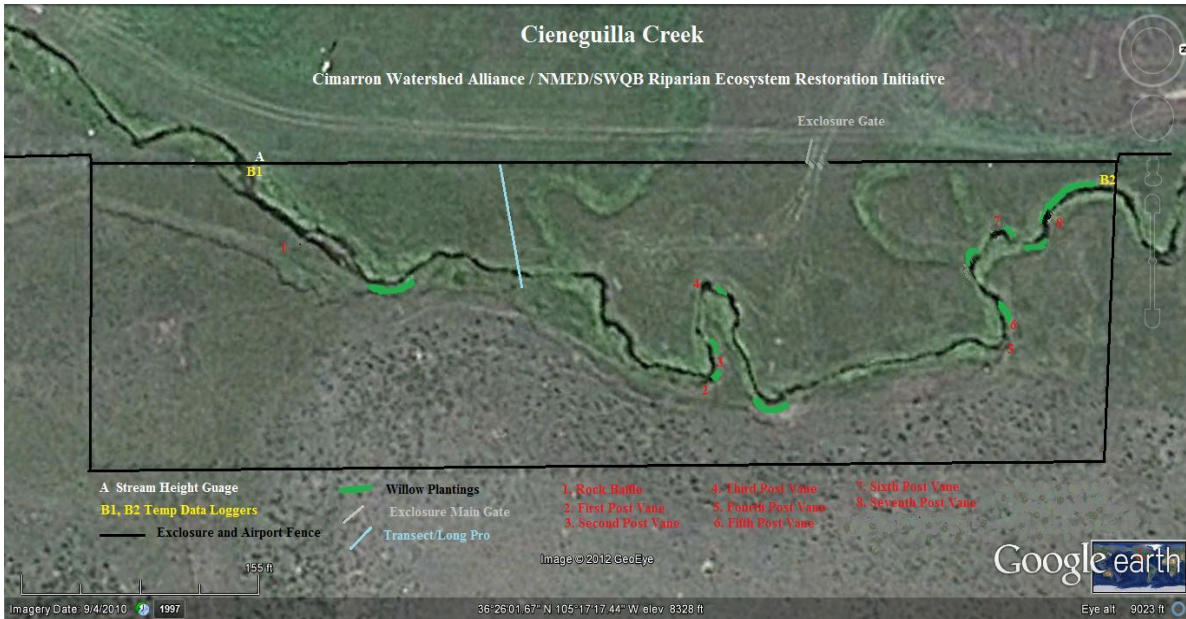 Cieneguilla Creek
Cimarron Watershed Alliance / NMED/SWQB Riparian Ecosystem Restoration Initiative
Exclosure Gate
A
B1
B2
1
7
8
4
6
5
3
2
A Stream Height Guage
B1, B2 Temp Data Loggers
Exclosure and Airport Fence
Willow Plantings
Exclosure Main Gate
Transect/Long Pro
1. Rock Baffle
2. First Post Vane
3. Second Post Vane
4. Third Post Vane
5. Fourth Post Vane
6. Fifth Post Vane
7. Sixth Post Vane
8. Seventh Post Vane
Image © 2012 GeoEye
Google earth
155 ft
Imagery Date: 9/4/2010 1997 36°26'01.67" N 105°17'17.44" W elev 8328 ft Eye alt 9023 ft